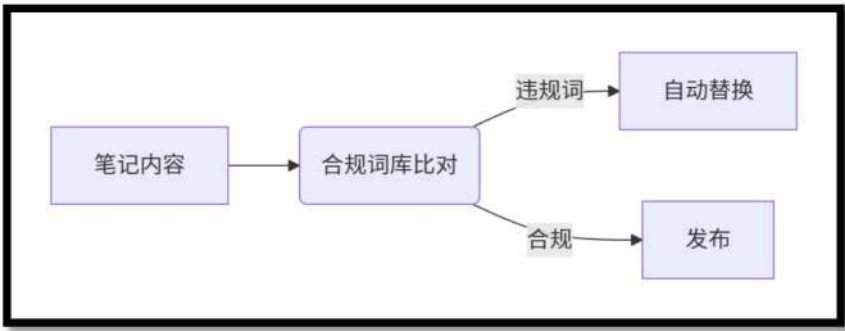 笔记内容
合规词库比对
违规词
自动替换
合规
发布